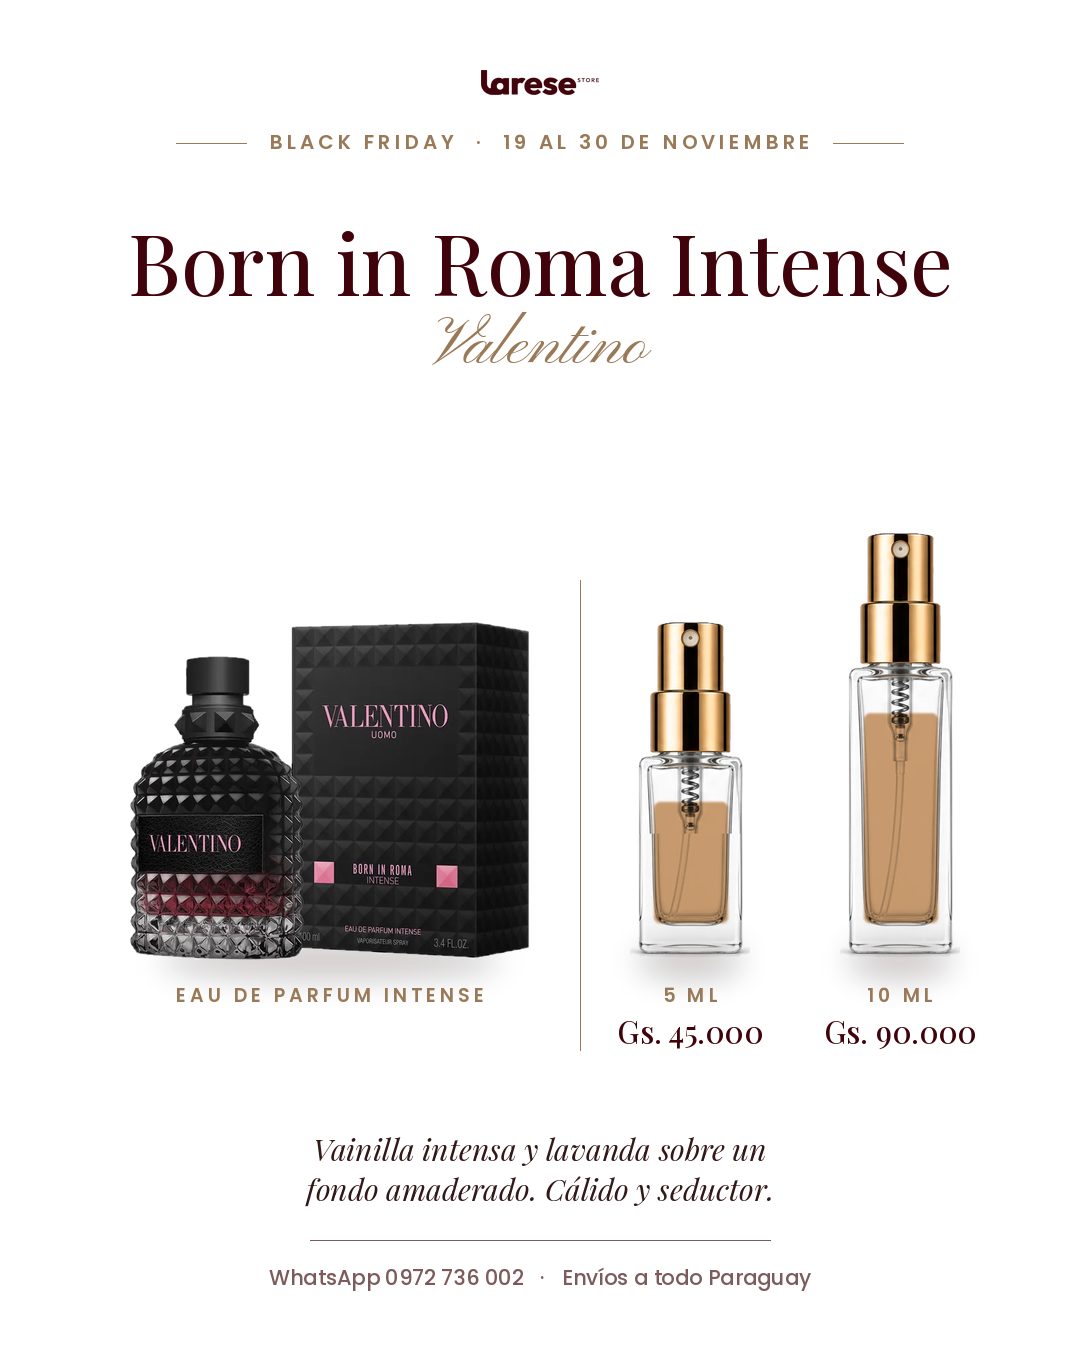 Larese STORE
BLACK FRIDAY · 19 AL 30 DE NOVIEMBRE
Born in Roma Intense
Valentino
VALENTINO
UOMO
BORN IN ROMA
INTENSE
EAU DE PARFUM INTENSE
VAPORISATEUR SPRAY
3.4 FL.OZ.
VALENTINO
EAU DE PARFUM INTENSE
5 ML
Gs. 45.000
10 ML
Gs. 90.000
Vainilla intensa y lavanda sobre un
fondo amaderado. Cálido y seductor.
WhatsApp 0972 736 002 · Envíos a todo Paraguay